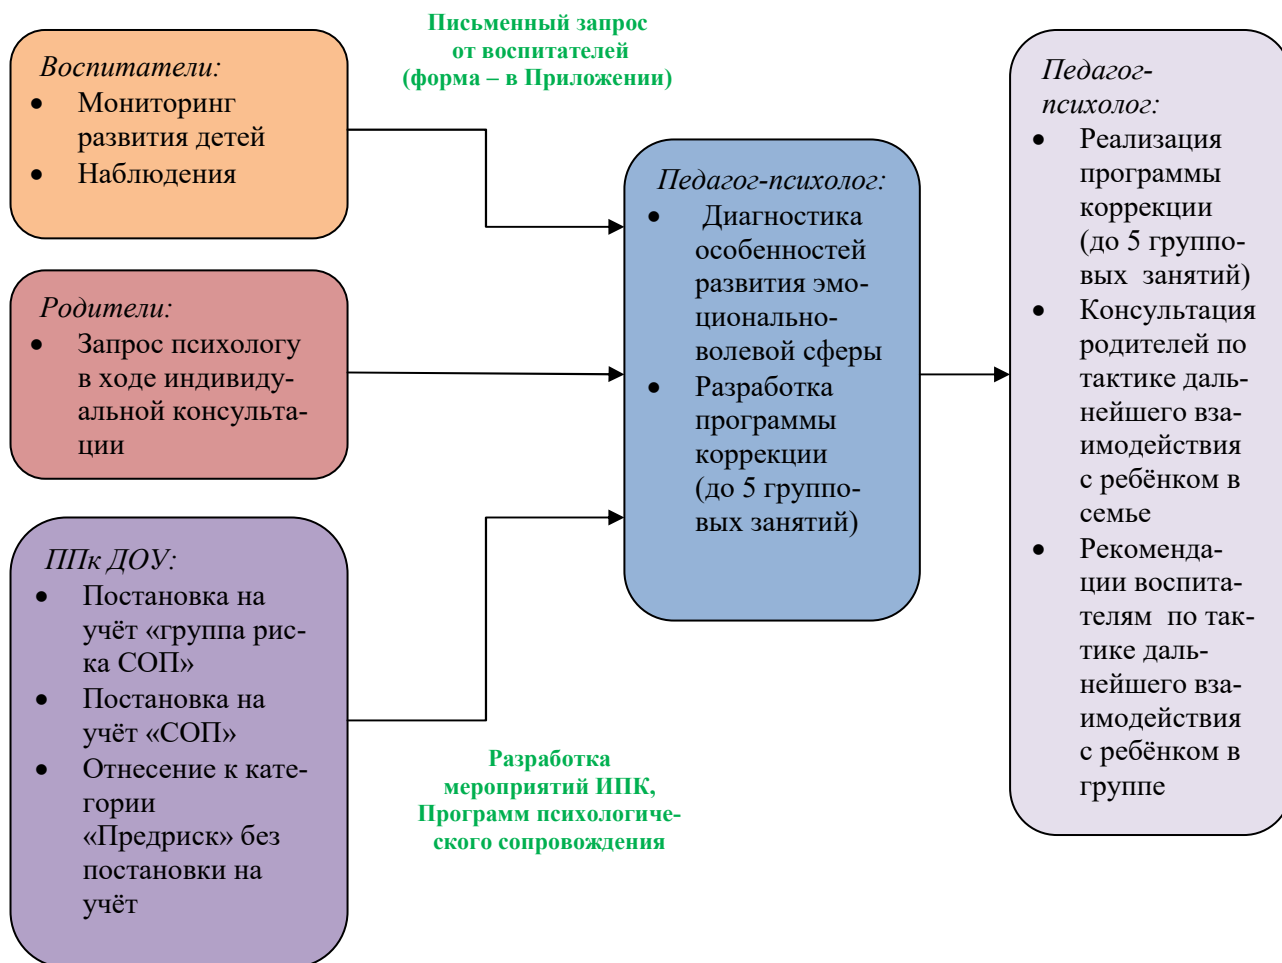 Письменный запрос
от воспитателей
(форма – в Приложении)
Воспитатели:
• Мониторинг
развития детей
• Наблюдения
Родители:
• Запрос психологу
в ходе индивиду-
альной консульта-
ции
ППк ДОУ:
• Постановка на
учёт «группа рис-
ка СОП»
• Постановка на
учёт «СОП»
• Отнесение к кате-
гории
«Предриск» без
постановки на
учёт
Разработка
мероприятий ИПК,
Программ психологиче-
ского сопровождения
Педагог-психолог:
• Диагностика
особенностей
развития эмо-
ционально-
волевой сферы
• Разработка
программы
коррекции
(до 5 группо-
вых занятий)
Педагог-
психолог:
• Реализация
программы
коррекции
(до 5 группо-
вых занятий)
• Консультация
родителей по
тактике даль-
нейшего вза-
имодействия
с ребёнком в
семье
• Рекоменда-
ции воспита-
телям по так-
тике даль-
нейшего вза-
имодействия
с ребёнком в
группе